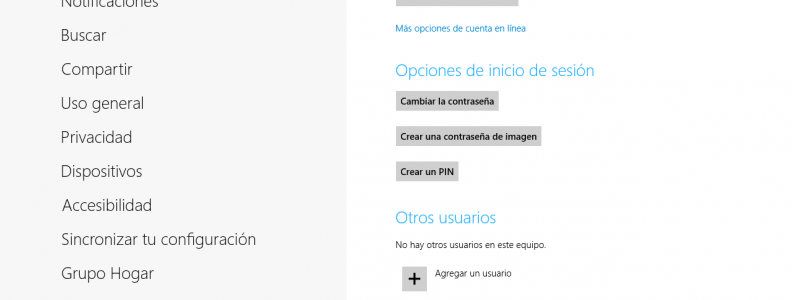 Notificaciones
Buscar
Compartir
Uso general
Privacidad
Dispositivos
Accesibilidad
Sincronizar tu configuración
Grupo Hogar
Más opciones de cuenta en línea
Opciones de inicio de sesión
Cambiar la contraseña
Crear una contraseña de imagen
Crear un PIN
Otros usuarios
No hay otros usuarios en este equipo.
Agregar un usuario